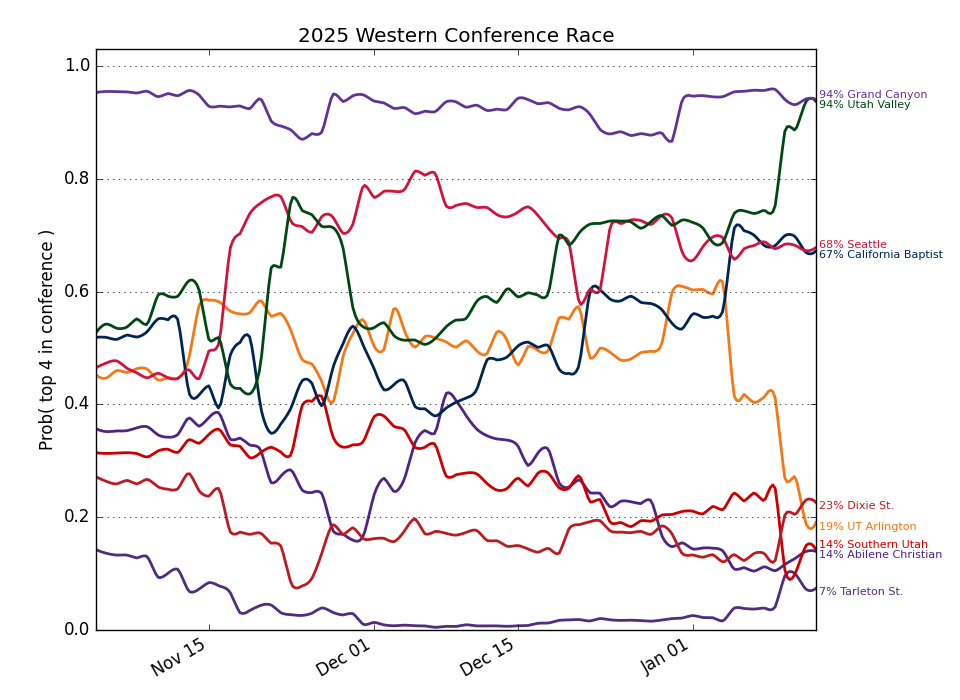 2025 Western Conference Race
Prob( top 4 in conference )
1.0
0.8
0.6
0.4
0.2
0.0
Nov 15
Dec 01
Dec 15
Jan 01
94% Grand Canyon
94% Utah Valley
68% Seattle
67% California Baptist
23% Dixie St.
19% UT Arlington
14% Southern Utah
14% Abilene Christian
7% Tarleton St.